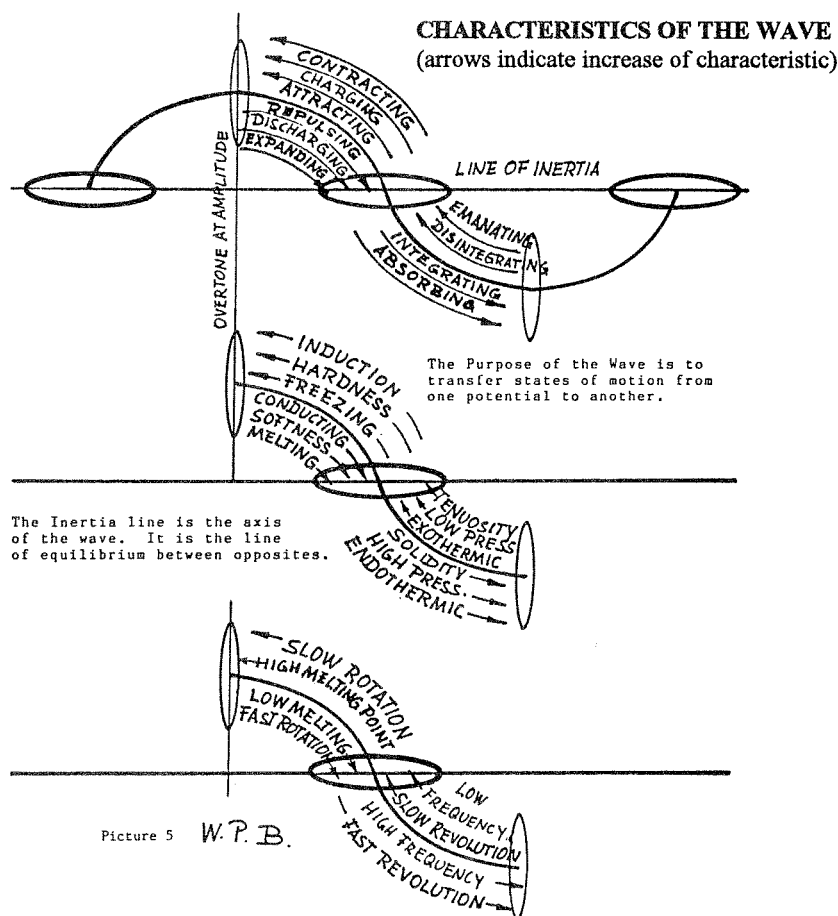 CHARACTERISTICS OF THE WAVE
(arrows indicate increase of characteristic)
CONTRACTING
CHARGING
ATTRACTING
REPULSING
DISCHARGING
EXPANDING
OVERTONE AT AMPLITUDE
LINE OF INERTIA
EMANATING
DISINTEGRATING
INTEGRATING
ABSORBING
The Purpose of the Wave is to
transfer states of motion from
one potential to another.
INDUCTION
HARDNESS
FREEZING
CONDUCTING
SOFTNESS
MELTING
The Inertia line is the axis
of the wave. It is the line
of equilibrium between opposites.
TENUOSITY
LOW PRESS
EXOTHERMIC
SOLIDITY
HIGH PRESS.
ENDOTHERMIC
SLOW ROTATION
HIGH MELTING POINT
LOW MELTING
FAST ROTATION
LOW
FREQUENCY.
SLOW REVOLUTION
HIGH FREQUENCY
FAST REVOLUTION
Picture 5 W.P.B.